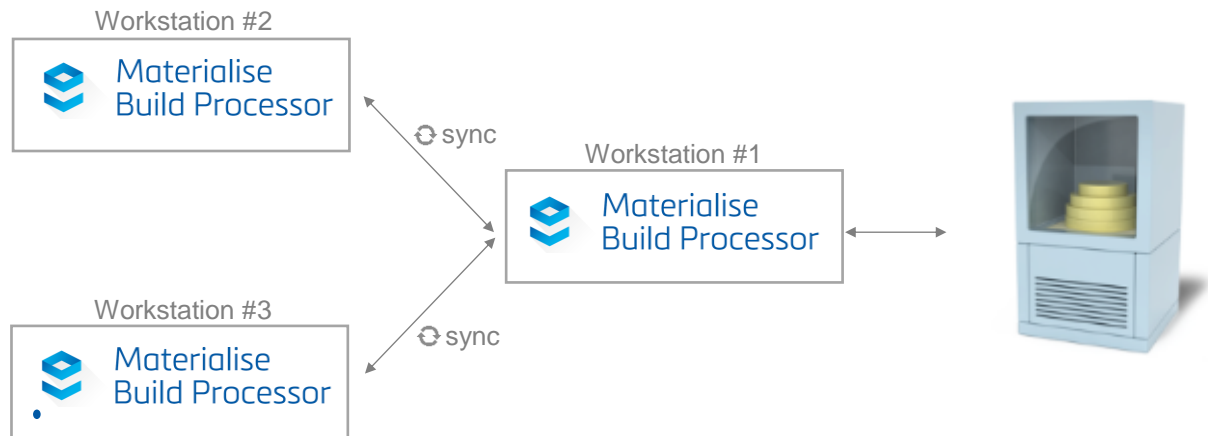 Workstation #2
Materialise
Build Processor
sync
Workstation #1
Materialise
Build Processor
Workstation #3
sync
Materialise
Build Processor